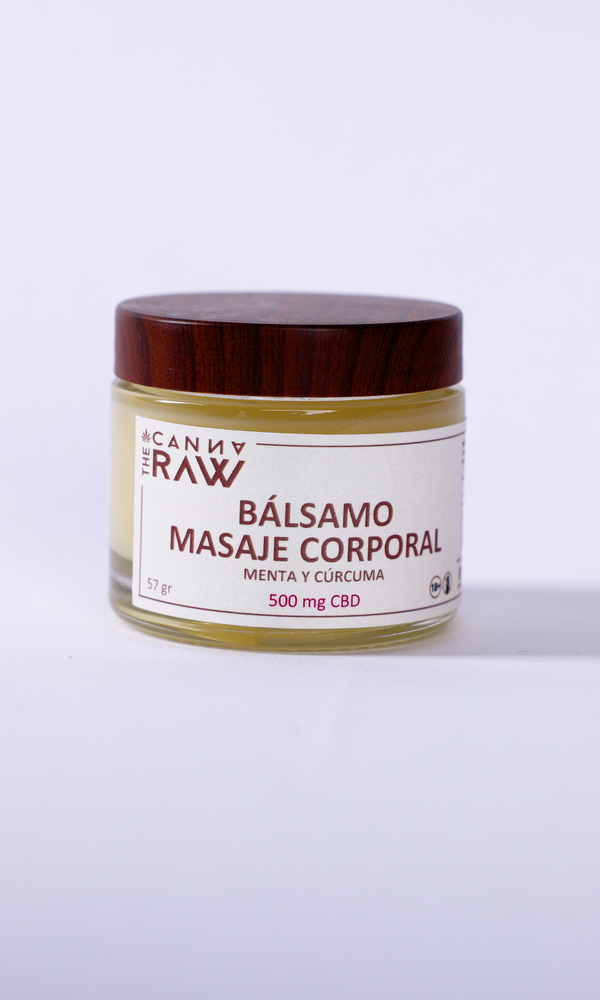 THE CANNA
RAW
BÁLSAMO
MASAJE CORPORAL
MENTA Y CÚRCUMA
57 gr
500 mg CBD
18+